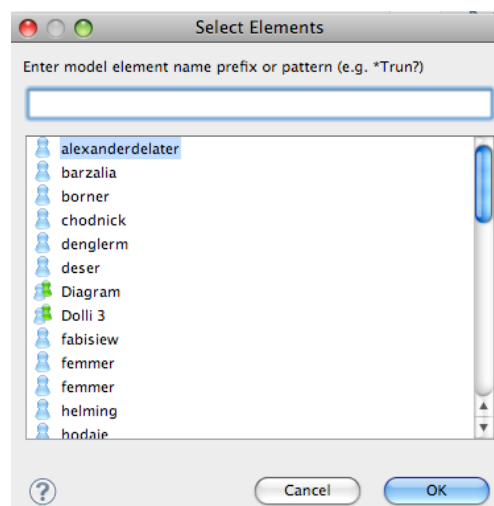 Select Elements
Enter model element name prefix or pattern (e.g. *Trun?)
alexanderdelater
barzalia
borner
chodnick
denglerm
deser
Diagram
Dolli 3
fabisiew
femmer
femmer
helming
hodaie
?
Cancel
OK